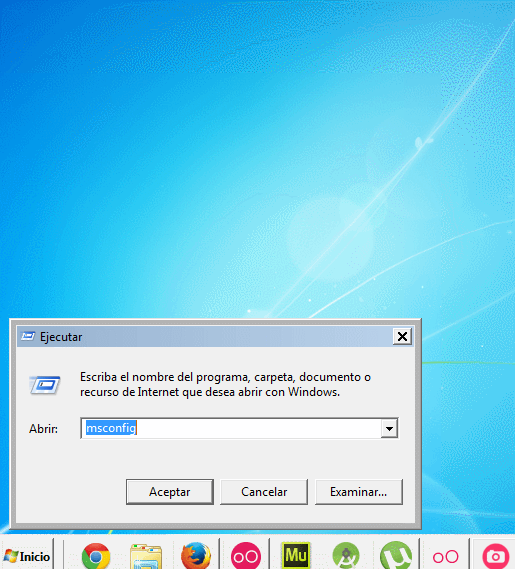 Ejecutar
Escriba el nombre del programa, carpeta, documento o
recurso de Internet que desea abrir con Windows.
Abrir: msconfig
Aceptar Cancelar Examinar...
Inicio Mu